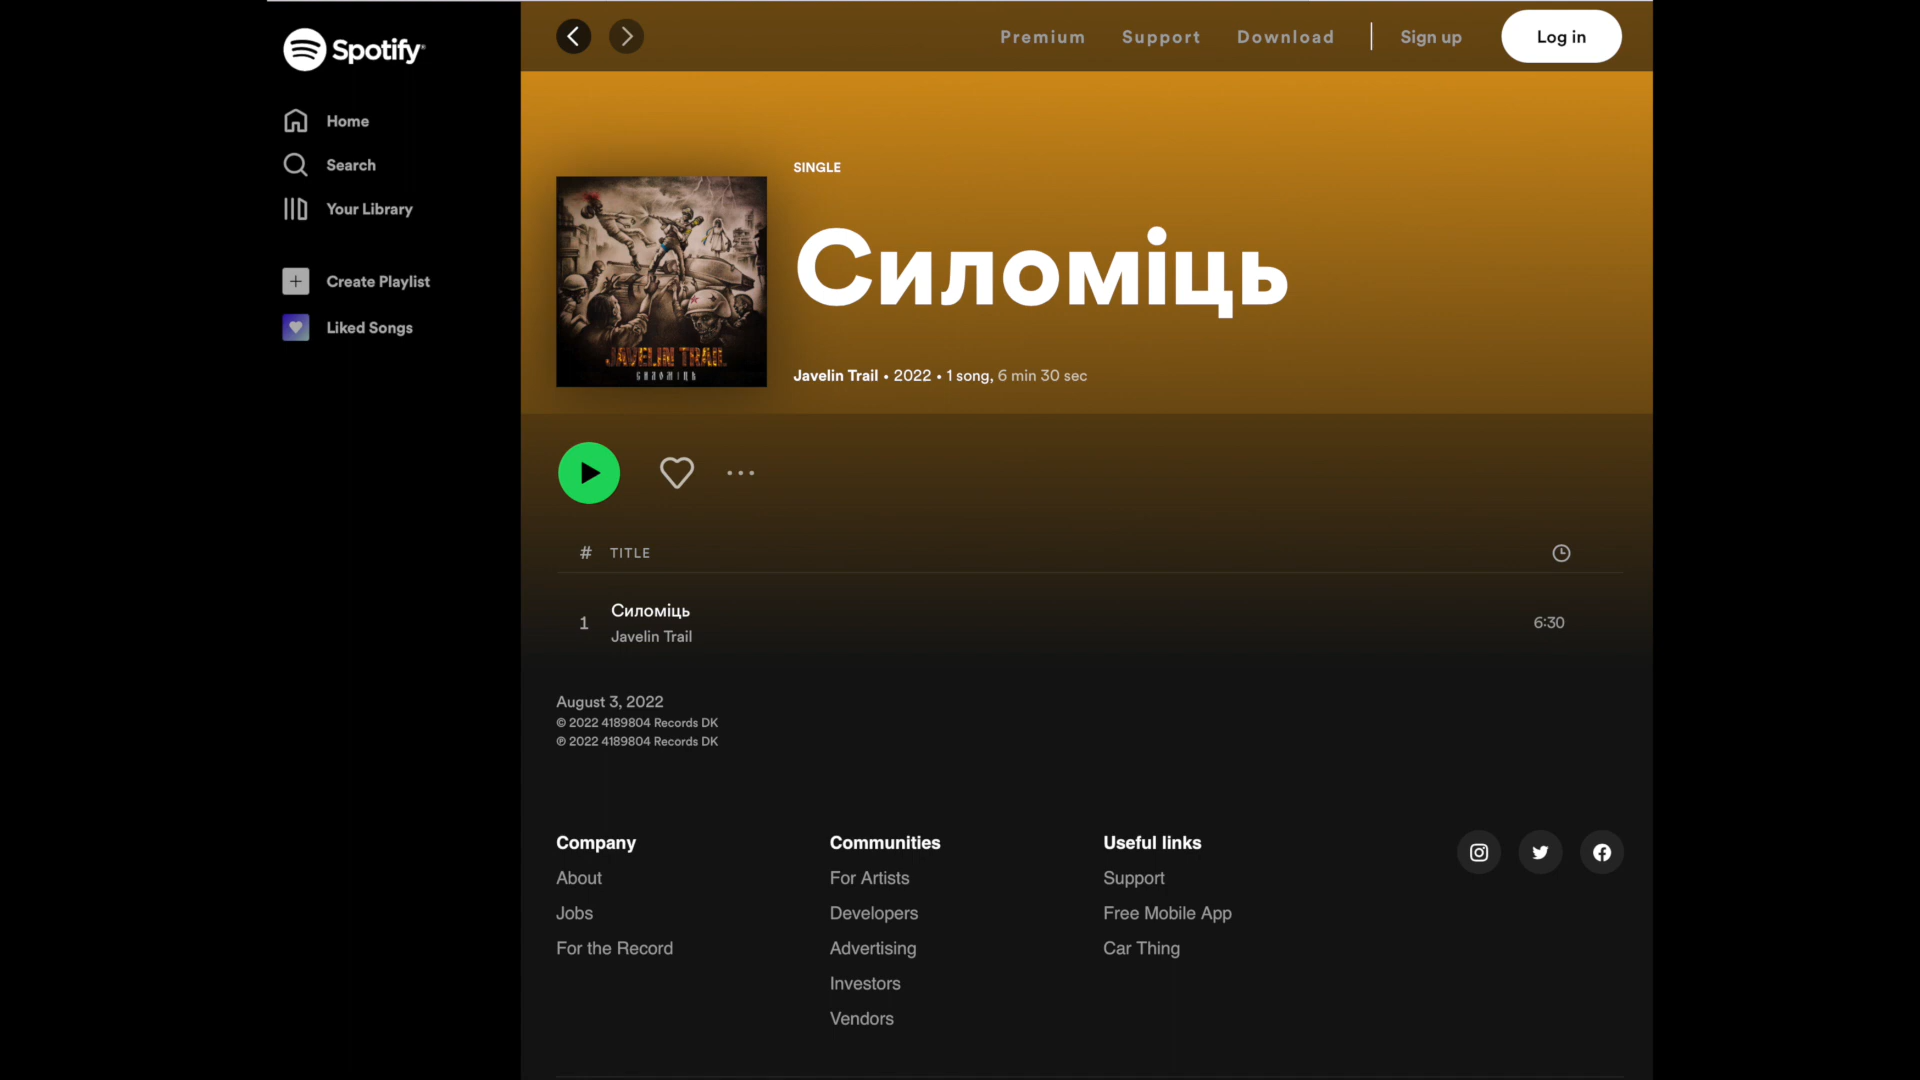 Spotify
Premium
Support
Download
Sign up
Log in
Home
Search
Your Library
Create Playlist
Liked Songs
SINGLE
Силоміць
JAVELIN TRAIL
СИЛОМІЦЬ
Javelin Trail • 2022 • 1 song, 6 min 30 sec
# TITLE
1 Силоміць 6:30
Javelin Trail
August 3, 2022
© 2022 4189804 Records DK
℗ 2022 4189804 Records DK
Company
About
Jobs
For the Record
Communities
For Artists
Developers
Advertising
Investors
Vendors
Useful links
Support
Free Mobile App
Car Thing